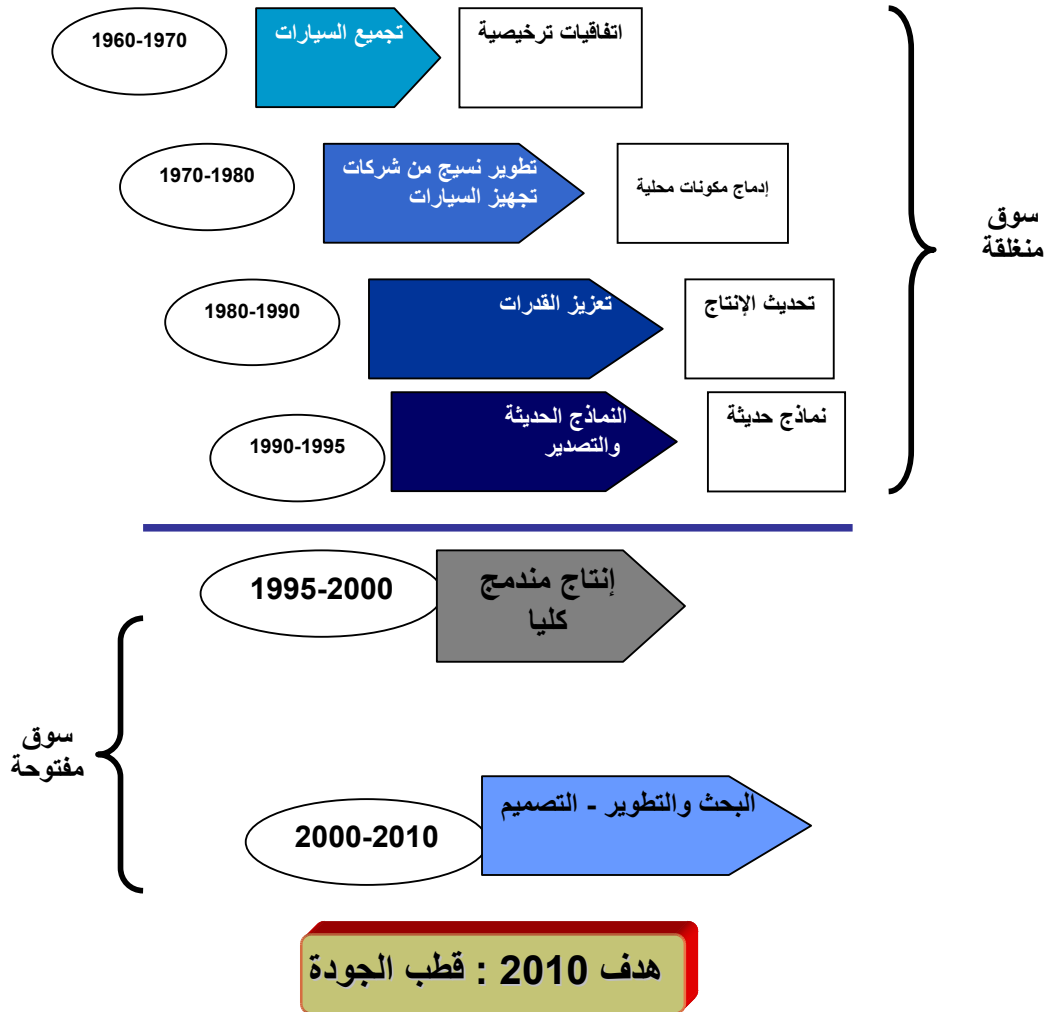 1960-1970
تجميع السيارات
اتفاقيات ترخيصية
1970-1980
تطوير نسيج من شركات
تجهيز السيارات
إدماج مكونات محلية
سوق
منغلقة
1980-1990
تعزيز القدرات
تحديث الإنتاج
1990-1995
النماذج الحديثة
والتصدير
نماذج حديثة
1995-2000
إنتاج مندمج
كليا
سوق
مفتوحة
2000-2010
البحث والتطوير - التصميم
هدف 2010 : قطب الجودة